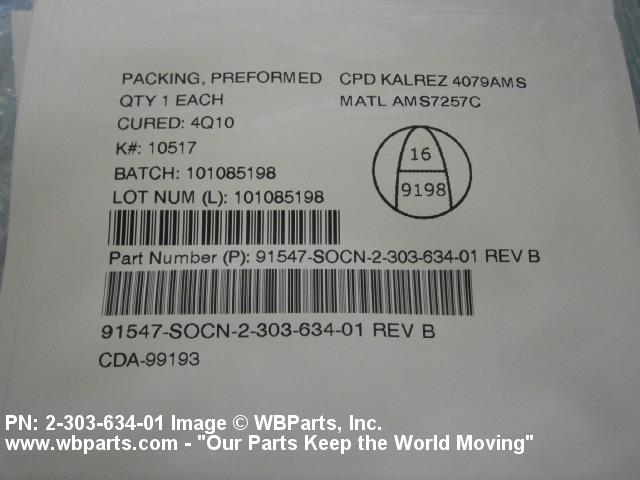 PACKING, PREFORMED CPD KALREZ 4079AMS
QTY 1 EACH MATL AMS7257C
CURED: 4Q10
K#: 10517
BATCH: 101085198
LOT NUM (L): 101085198
16
9198
Part Number (P): 91547-SOCN-2-303-634-01 REV B
91547-SOCN-2-303-634-01 REV B
CDA-99193
PN: 2-303-634-01 Image © WBParts, Inc.
www.wbparts.com - "Our Parts Keep the World Moving"